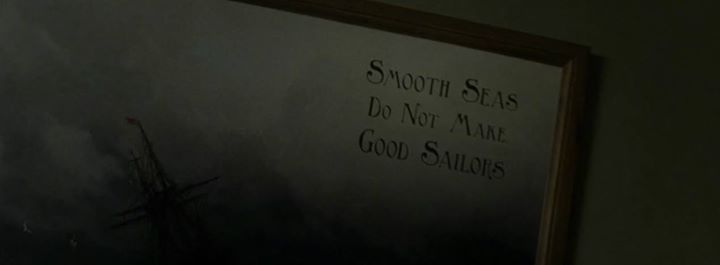 Smooth Seas
Do Not Make
Good Sailors